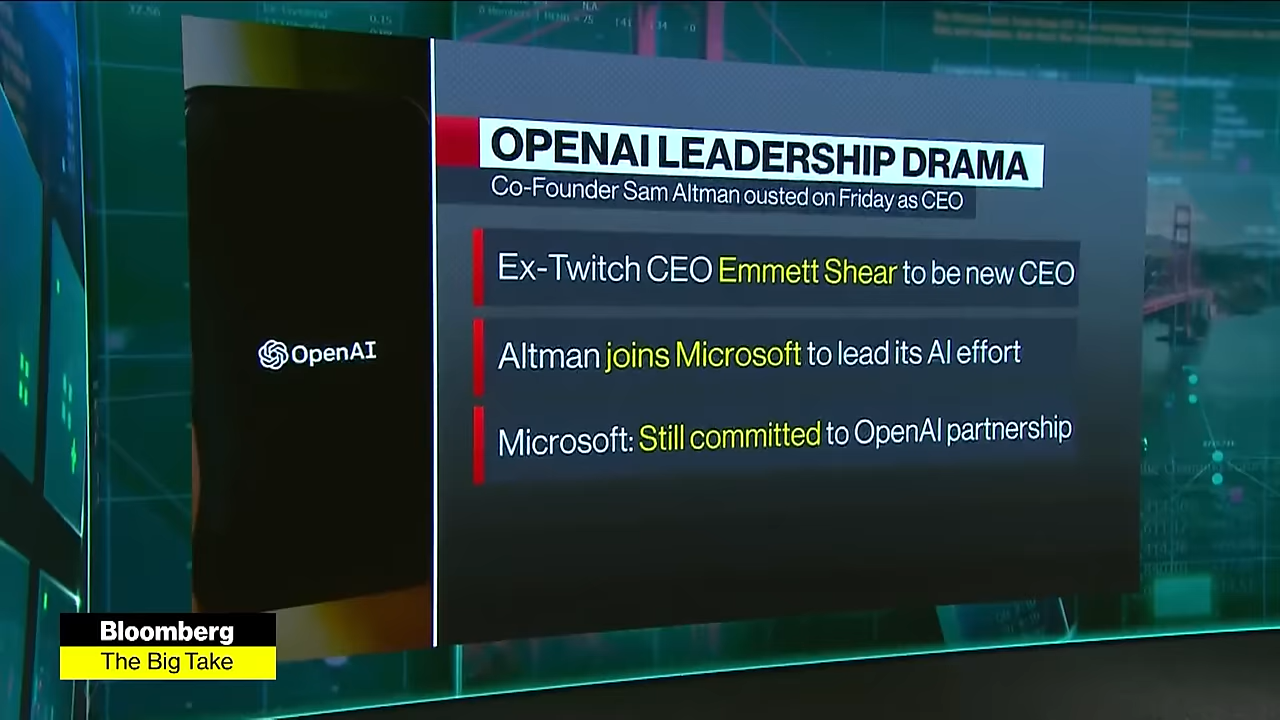 OPENAI LEADERSHIP DRAMA
Co-Founder Sam Altman ousted on Friday as CEO
Ex-Twitch CEO Emmett Shear to be new CEO
Altman joins Microsoft to lead its AI effort
Microsoft: Still committed to OpenAI partnership
OpenAI
Bloomberg
The Big Take